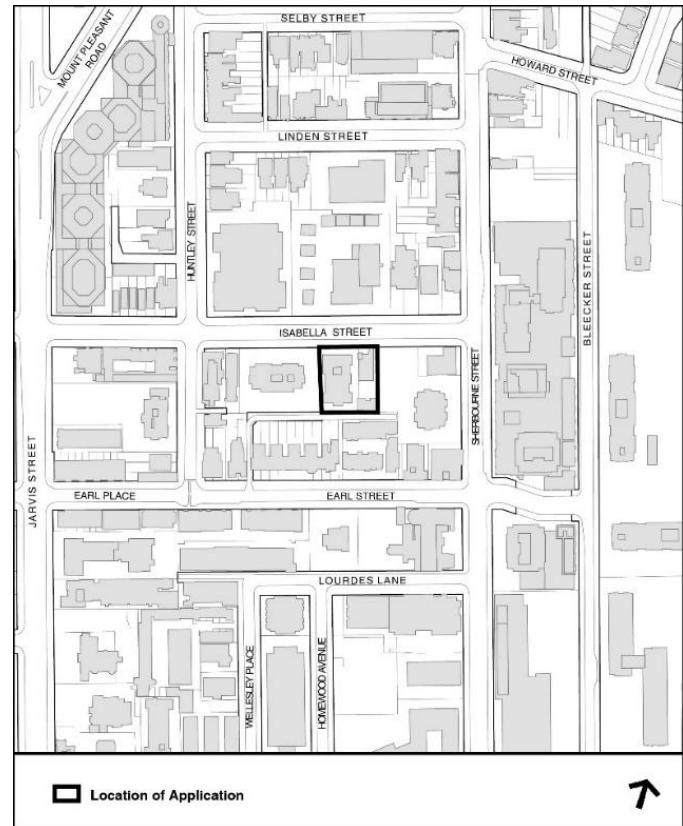 SELBY STREET
MOUNT PLEASANT
ROAD
HOWARD STREET
LINDEN STREET
HUNTLEY STREET
BLEECKER STREET
ISABELLA STREET
SHERBOURNE STREET
JARVIS STREET
EARL PLACE
EARL STREET
LOURDES LANE
WELLESLEY PLACE
HOMEWOOD AVENUE
Location of Application